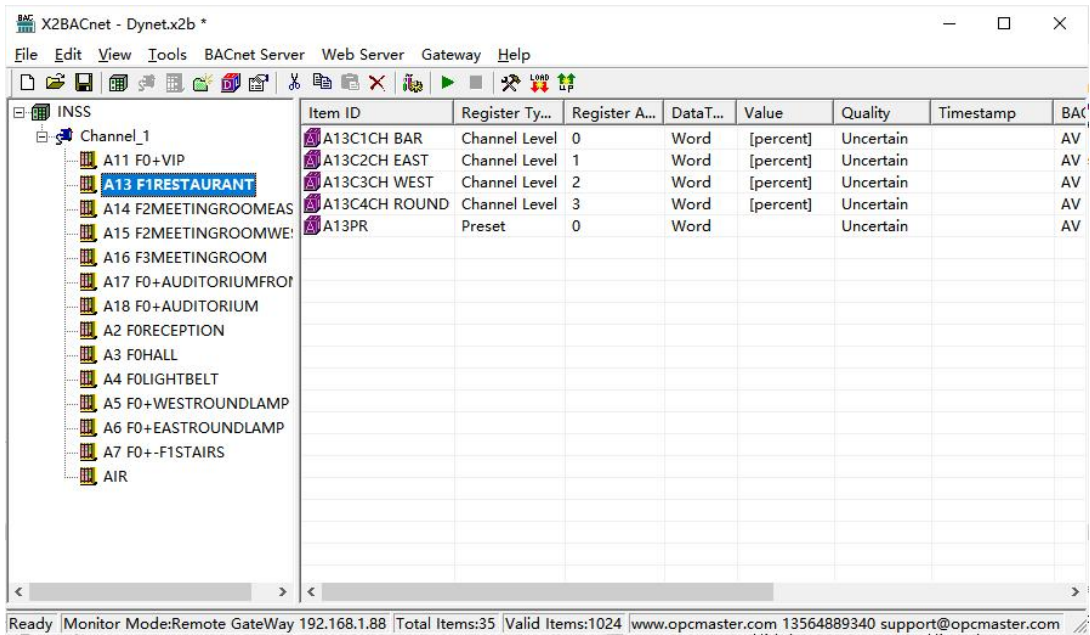 X2BACnet - Dynet.x2b *
File Edit View Tools BACnet Server Web Server Gateway Help
INSS
Channel_1
A11 F0+VIP
A13 F1RESTAURANT
A14 F2MEETINGROOMEAS
A15 F2MEETINGROOMWES
A16 F3MEETINGROOM
A17 F0+AUDITORIUMFRON
A18 F0+AUDITORIUM
A2 F0RECEPTION
A3 F0HALL
A4 F0LIGHTBELT
A5 F0+WESTROUNDLAMP
A6 F0+EASTROUNDLAMP
A7 F0+-F1STAIRS
AIR
Item ID Register Ty... Register A... DataT... Value Quality Timestamp BAC
A13C1CH BAR Channel Level 0 Word [percent] Uncertain AV
A13C2CH EAST Channel Level 1 Word [percent] Uncertain AV
A13C3CH WEST Channel Level 2 Word [percent] Uncertain AV
A13C4CH ROUND Channel Level 3 Word [percent] Uncertain AV
A13PR Preset 0 Word Uncertain AV
Ready Monitor Mode:Remote GateWay 192.168.1.88 Total Items:35 Valid Items:1024 www.opcmaster.com 13564889340 support@opcmaster.com